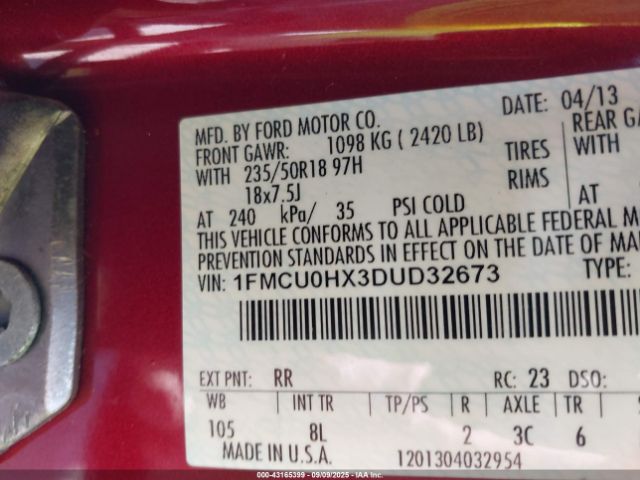 DATE: 04/13
MFD. BY FORD MOTOR CO.
FRONT GAWR: 1098 KG ( 2420 LB)
REAR GA
WITH 235/50R18 97H TIRES WITH
18x7.5J RIMS
AT 240 kPa/ 35 PSI COLD AT
THIS VEHICLE CONFORMS TO ALL APPLICABLE FEDERAL M
PREVENTION STANDARDS IN EFFECT ON THE DATE OF MA
VIN: 1FMCU0HX3DUD32673 TYPE:
EXT PNT: RR RC: 23 DSO:
WB INT TR TP/PS R AXLE TR
105 8L 2 3C 6
MADE IN U.S.A. 1201304032954
000-43165399 - 09/09/2025 - IAAI.COM